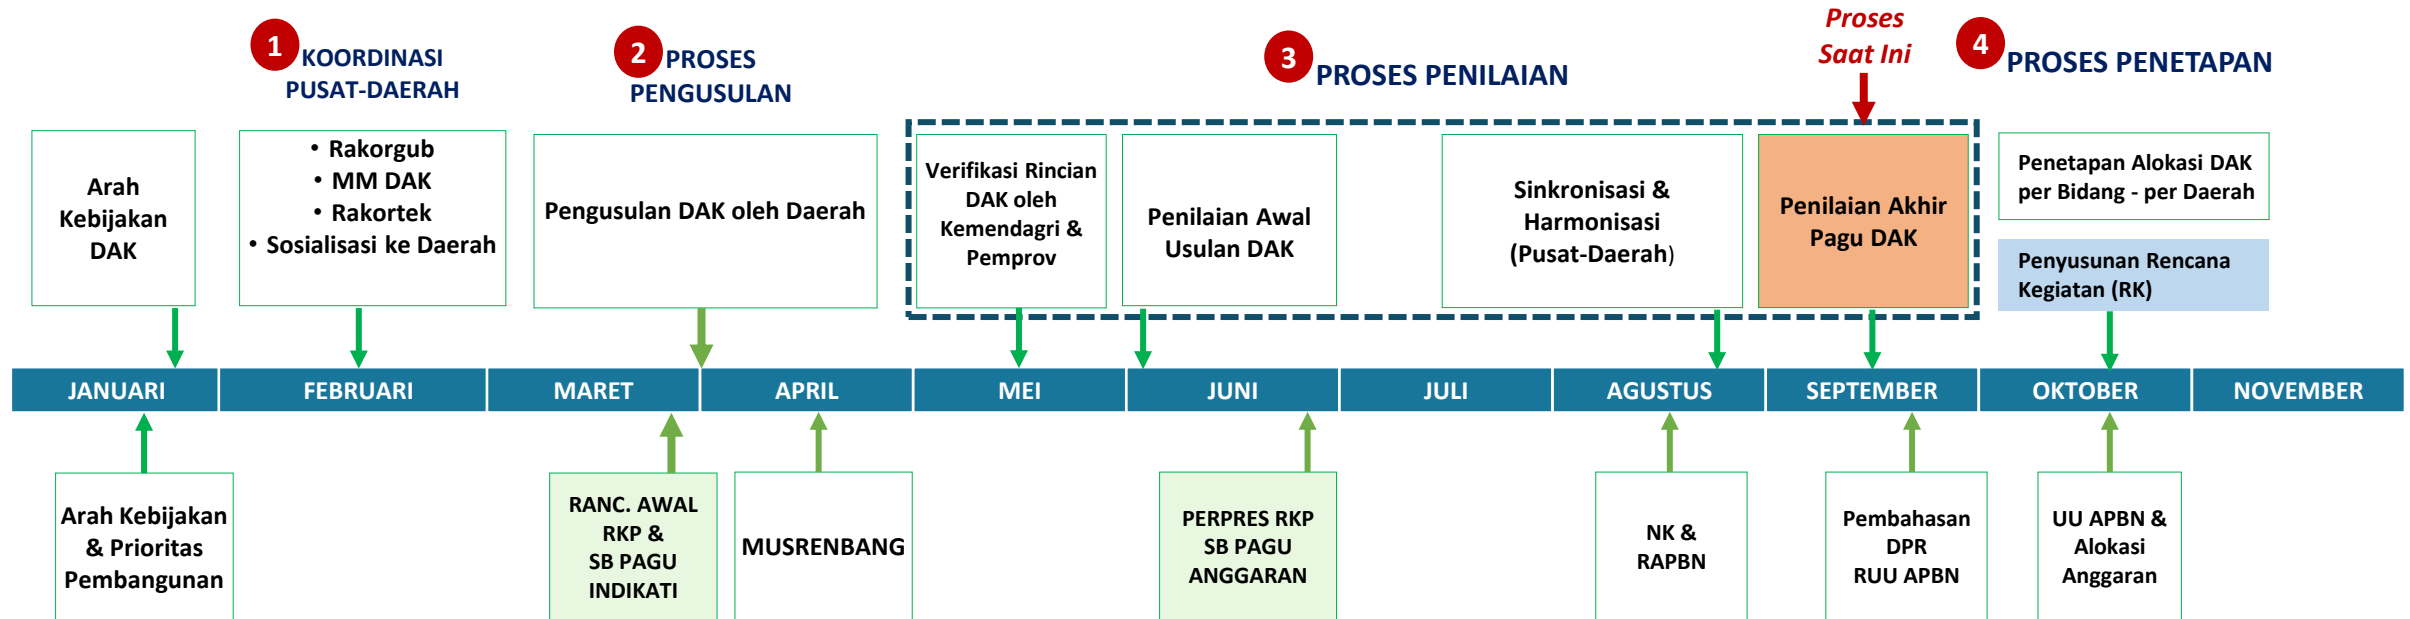 1
KOORDINASI
PUSAT-DAERAH
2
PROSES
PENGUSULAN
3
PROSES PENILAIAN
Proses
Saat Ini
4
PROSES PENETAPAN
Arah
Kebijakan
DAK
• Rakorgub
• MM DAK
• Rakortek
• Sosialisasi ke Daerah
Pengusulan DAK oleh Daerah
Verifikasi Rincian
DAK oleh
Kemendagri &
Pemprov
Penilaian Awal
Usulan DAK
Sinkronisasi &
Harmonisasi
(Pusat-Daerah)
Penilaian Akhir
Pagu DAK
Penetapan Alokasi DAK
per Bidang - per Daerah
Penyusunan Rencana
Kegiatan (RK)
JANUARI
FEBRUARI
MARET
APRIL
MEI
JUNI
JULI
AGUSTUS
SEPTEMBER
OKTOBER
NOVEMBER
Arah Kebijakan
& Prioritas
Pembangunan
RANC. AWAL
RKP &
SB PAGU
INDIKATI
MUSRENBANG
PERPRES RKP
SB PAGU
ANGGARAN
NK &
RAPBN
Pembahasan
DPR
RUU APBN
UU APBN &
Alokasi
Anggaran